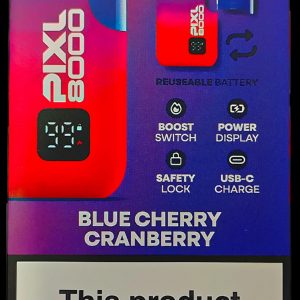 PIXL
8000
99
REUSEABLE BATTERY
BOOST
SWITCH
POWER
DISPLAY
SAFETY
LOCK
USB-C
CHARGE
BLUE CHERRY
CRANBERRY
This product